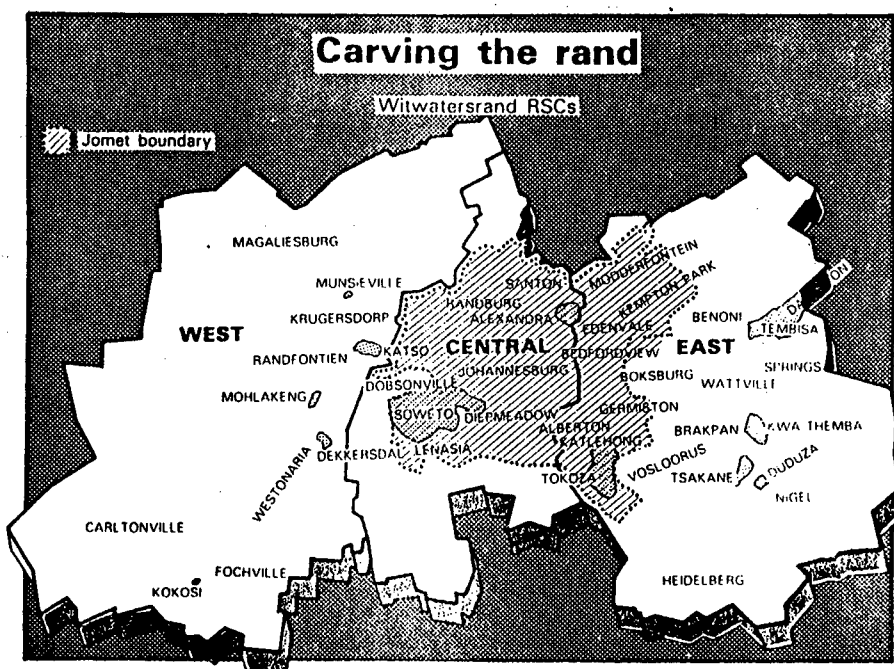 Carving the rand
Witwatersrand RSCs
Jomet boundary
MAGALIESBURG
MUNSIEVILLE
KRUGERSDORP
WEST
RANDFONTIEN
KATSO
MOHLAKENG
DEKKERSDAL
WESTONARIA
CARLTONVILLE
FOCHVILLE
KOKOSI
SANTON
RANDBURG
ALEXANDRA
CENTRAL
JOHANNESBURG
DOBSONVILLE
SOWETO
DIEPMEADOW
LENASIA
MODDERFONTEIN
KEMPTON PARK
EDENVALE
BEDFORDVIEW
EAST
BENONI
TEMBISA
BOKSBURG
WATTVILLE
SPRINGS
GERMISTON
ALBERTON
KATLEHONG
BRAKPAN
KWA THEMBA
TOKOZA
VOSLOORUS
TSAKANE
DUDUZA
NIGEL
HEIDELBERG